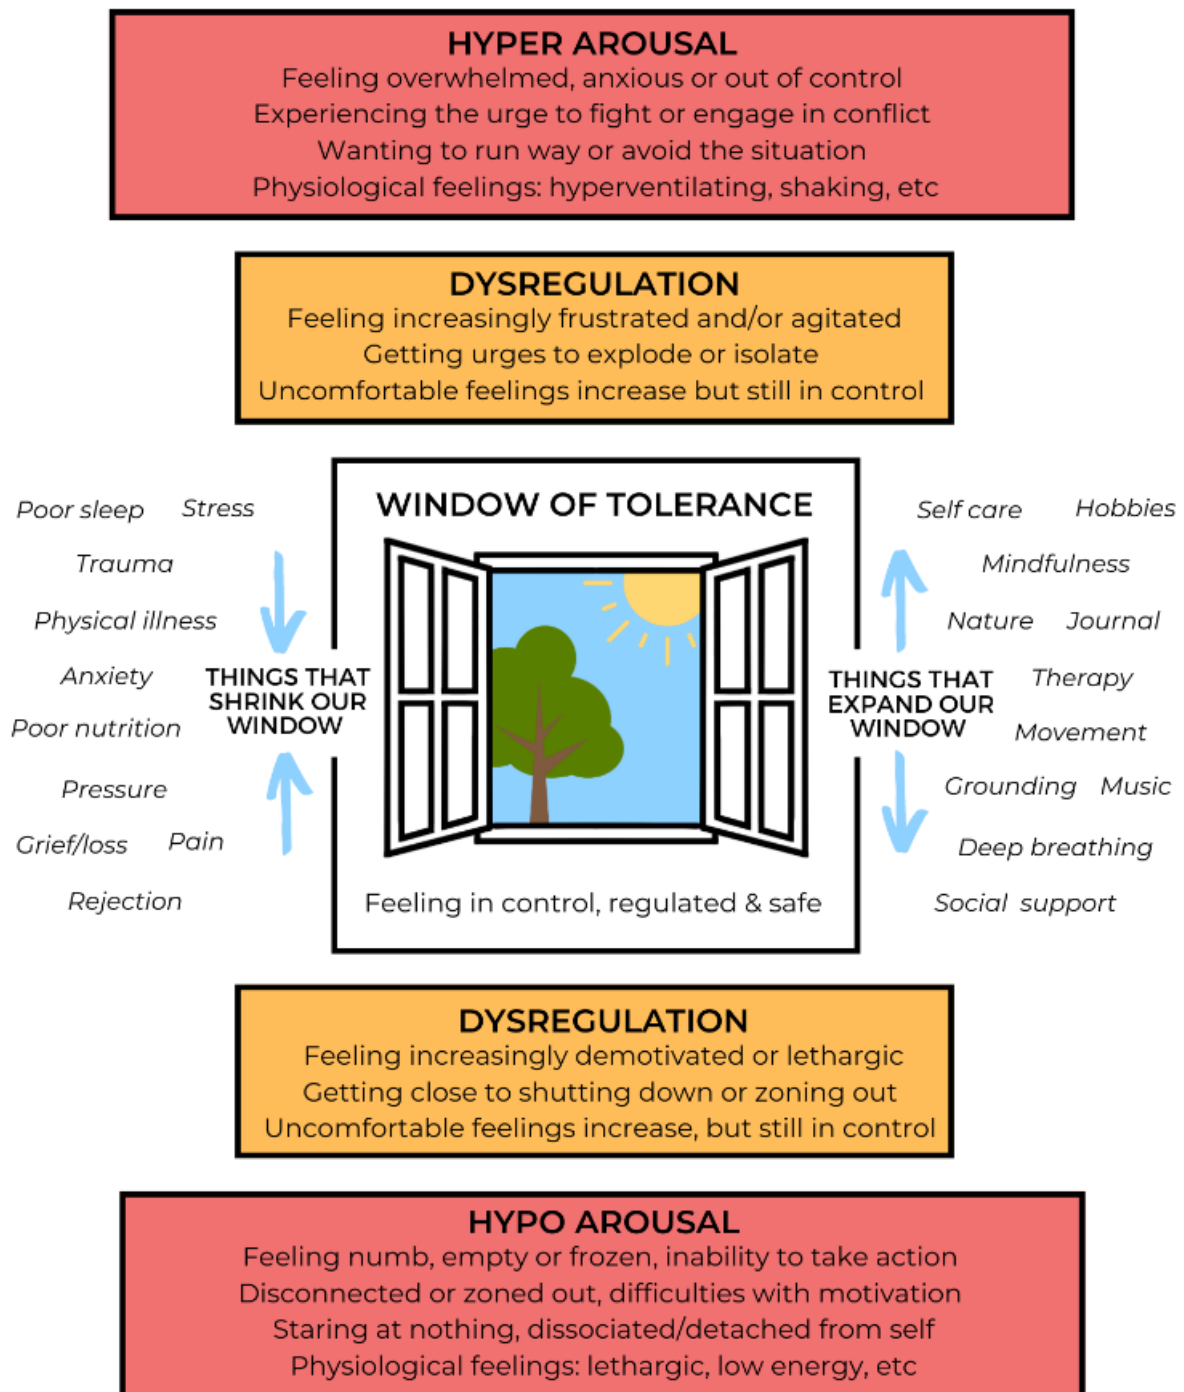 HYPER AROUSAL
Feeling overwhelmed, anxious or out of control
Experiencing the urge to fight or engage in conflict
Wanting to run way or avoid the situation
Physiological feelings: hyperventilating, shaking, etc
DYSREGULATION
Feeling increasingly frustrated and/or agitated
Getting urges to explode or isolate
Uncomfortable feelings increase but still in control
Poor sleep Stress
Trauma
Physical illness
Anxiety
Poor nutrition
Pressure
Grief/loss Pain
Rejection
THINGS THAT
SHRINK OUR
WINDOW
WINDOW OF TOLERANCE
Feeling in control, regulated & safe
THINGS THAT
EXPAND OUR
WINDOW
Self care Hobbies
Mindfulness
Nature Journal
Therapy
Movement
Grounding Music
Deep breathing
Social support
DYSREGULATION
Feeling increasingly demotivated or lethargic
Getting close to shutting down or zoning out
Uncomfortable feelings increase, but still in control
HYPO AROUSAL
Feeling numb, empty or frozen, inability to take action
Disconnected or zoned out, difficulties with motivation
Staring at nothing, dissociated/detached from self
Physiological feelings: lethargic, low energy, etc